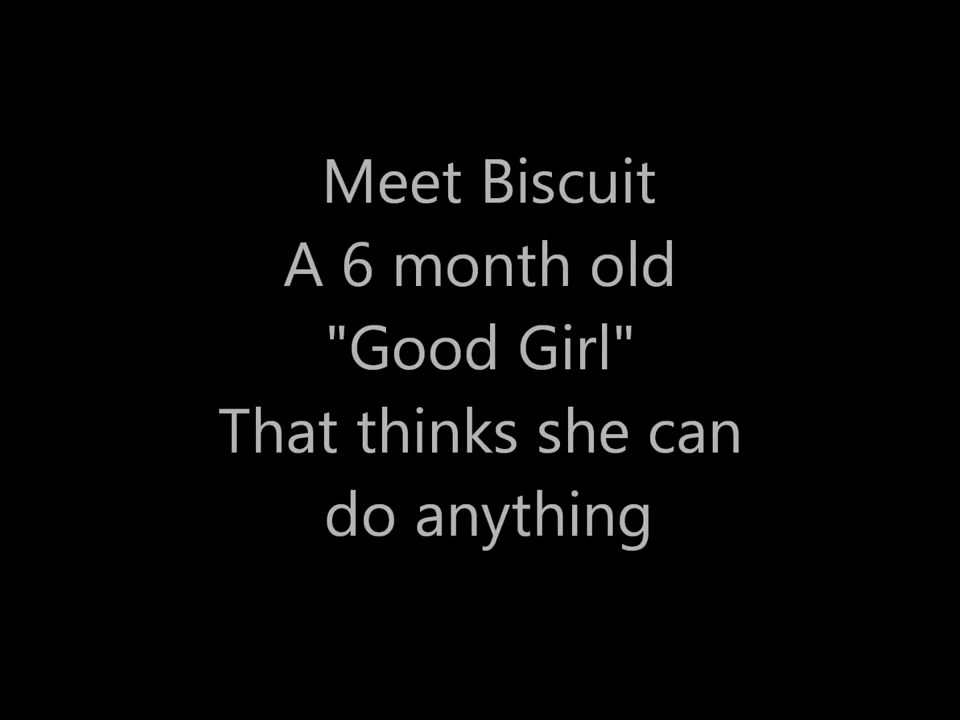 Meet Biscuit
A 6 month old
"Good Girl"
That thinks she can
do anything